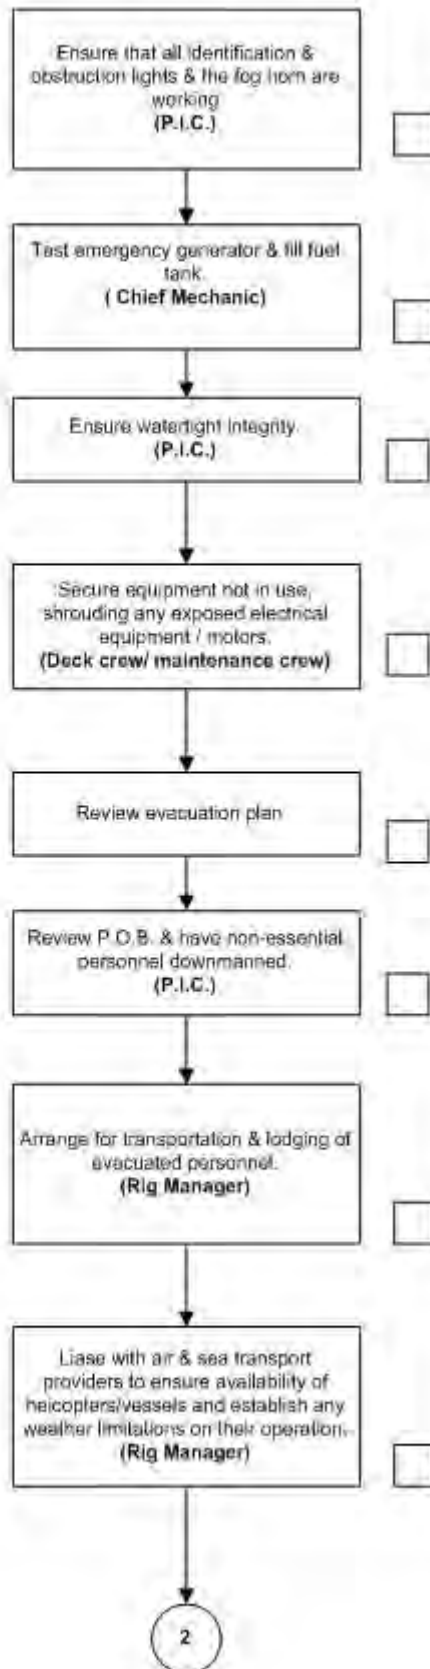 Ensure that all identification &
obstruction lights & the fog horn are
working
(P.I.C.)
Test emergency generator & fill fuel
tank.
( Chief Mechanic)
Ensure watertight integrity
(P.I.C.)
Secure equipment not in use,
shrouding any exposed electrical
equipment / motors.
(Deck crew/ maintenance crew)
Review evacuation plan
Review P.O.B. & have non-essential
personnel downmanned.
(P.I.C.)
Arrange for transportation & lodging of
evacuated personnel.
(Rig Manager)
Liase with air & sea transport
providers to ensure availability of
helcopters/vessels and establish any
weather limitations on their operation.
(Rig Manager)
2